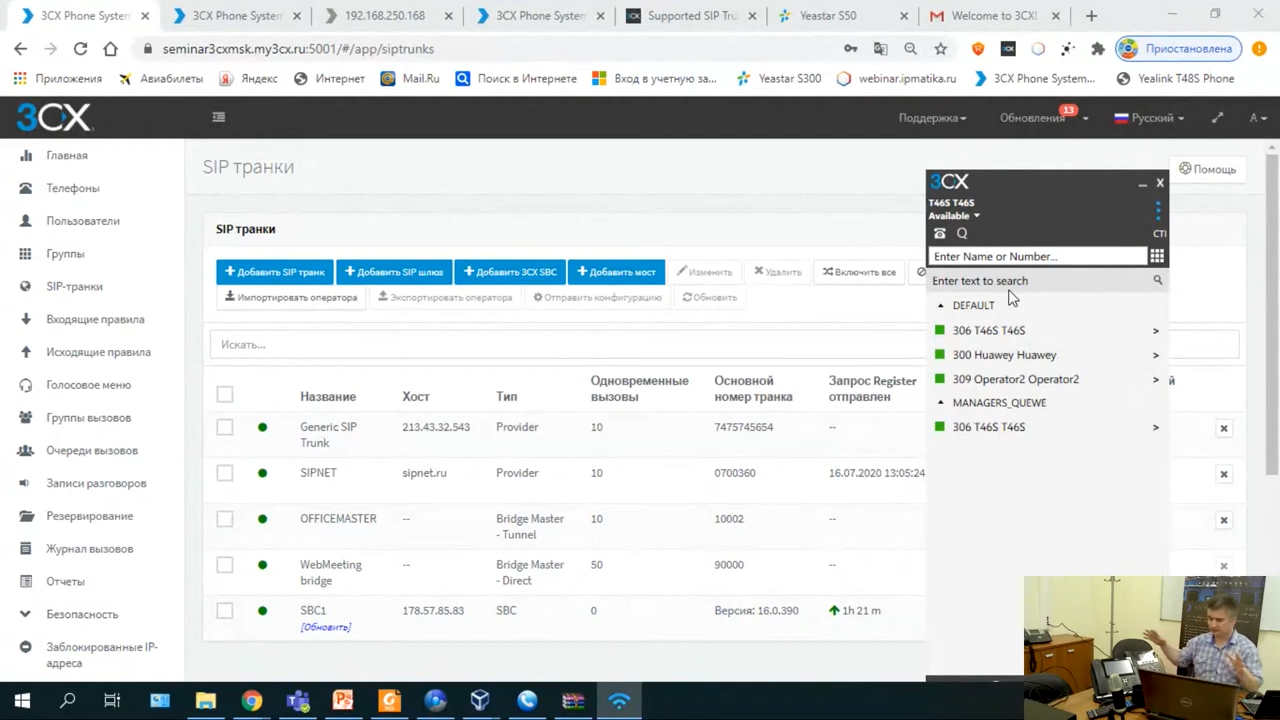 3CX Phone System
3CX Phone System
192.168.250.168
3CX Phone System
Supported SIP Tru
Yeastar S50
Welcome to 3CX!
seminar3cxmsk.my3cx.ru:5001/#/app/siptrunks
Приостановлена
Приложения
Авиабилеты
Яндекс
Интернет
Mail.Ru
Поиск в Интернете
Вход в учетную за...
Yeastar S300
webinar.ipmatika.ru
3CX Phone System...
Yealink T48S Phone
3CX
Поддержка
Обновления
13
Русский
A
Главная
Телефоны
Пользователи
Группы
SIP-транки
Входящие правила
Исходящие правила
Голосовое меню
Группы вызовов
Очереди вызовов
Записи разговоров
Резервирование
Журнал вызовов
Отчеты
Безопасность
Заблокированные IP-
адреса
SIP транки
Помощь
SIP транки
+ Добавить SIP транк
+ Добавить SIP шлюз
+ Добавить 3CX SBC
+ Добавить мост
Изменить
Удалить
Включить все
Импортировать оператора
Экспортировать оператора
Отправить конфигурацию
Обновить
Искать...
Название
Хост
Тип
Одновременные
вызовы
Основной
номер транка
Запрос Register
отправлен
Generic SIP
Trunk
213.43.32.543
Provider
10
7475745654
--
SIPNET
sipnet.ru
Provider
10
0700360
16.07.2020 13:05:24
OFFICEMASTER
--
Bridge Master
- Tunnel
10
10002
--
WebMeeting
bridge
--
Bridge Master
- Direct
50
90000
--
SBC1
[Обновить]
178.57.85.83
SBC
0
Версия: 16.0.390
1h 21 m
3CX
T46S T46S
Available
CTI
Enter Name or Number...
Enter text to search
DEFAULT
306 T46S T46S
300 Huawey Huawey
309 Operator2 Operator2
MANAGERS_QUEWE
306 T46S T46S